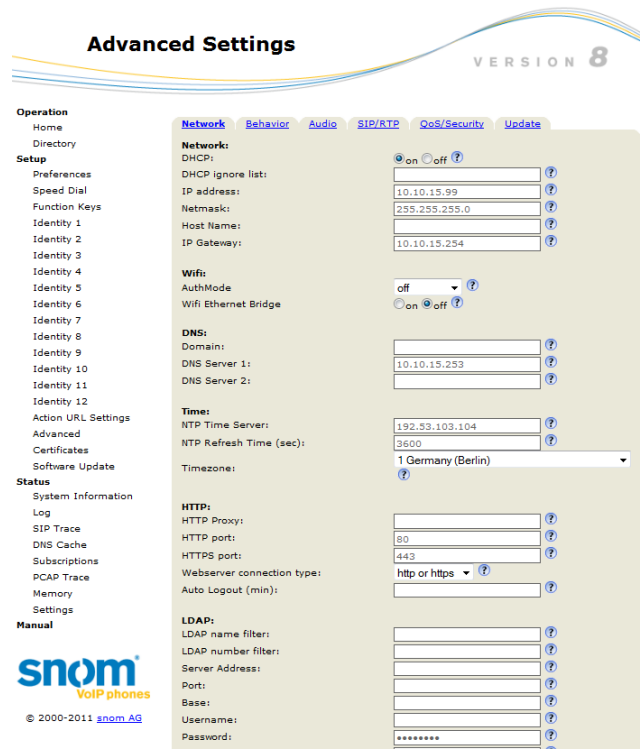 Advanced Settings
VERSION 8
Operation
Home
Directory
Setup
Preferences
Speed Dial
Function Keys
Identity 1
Identity 2
Identity 3
Identity 4
Identity 5
Identity 6
Identity 7
Identity 8
Identity 9
Identity 10
Identity 11
Identity 12
Action URL Settings
Advanced
Certificates
Software Update
Status
System Information
Log
SIP Trace
DNS Cache
Subscriptions
PCAP Trace
Memory
Settings
Manual
snom
VoIP phones
© 2000-2011 snom AG
Network Behavior Audio SIP/RTP QoS/Security Update
Network:
DHCP: on off ?
DHCP ignore list: ?
IP address: 10.10.15.99 ?
Netmask: 255.255.255.0 ?
Host Name: ?
IP Gateway: 10.10.15.254 ?
Wifi:
AuthMode off ?
Wifi Ethernet Bridge on off ?
DNS:
Domain: ?
DNS Server 1: 10.10.15.253 ?
DNS Server 2: ?
Time:
NTP Time Server: 192.53.103.104 ?
NTP Refresh Time (sec): 3600 ?
Timezone: 1 Germany (Berlin)
?
HTTP:
HTTP Proxy: ?
HTTP port: 80 ?
HTTPS port: 443 ?
Webserver connection type: http or https ?
Auto Logout (min): ?
LDAP:
LDAP name filter: ?
LDAP number filter: ?
Server Address: ?
Port: ?
Base: ?
Username: ?
Password: •••••••• ?